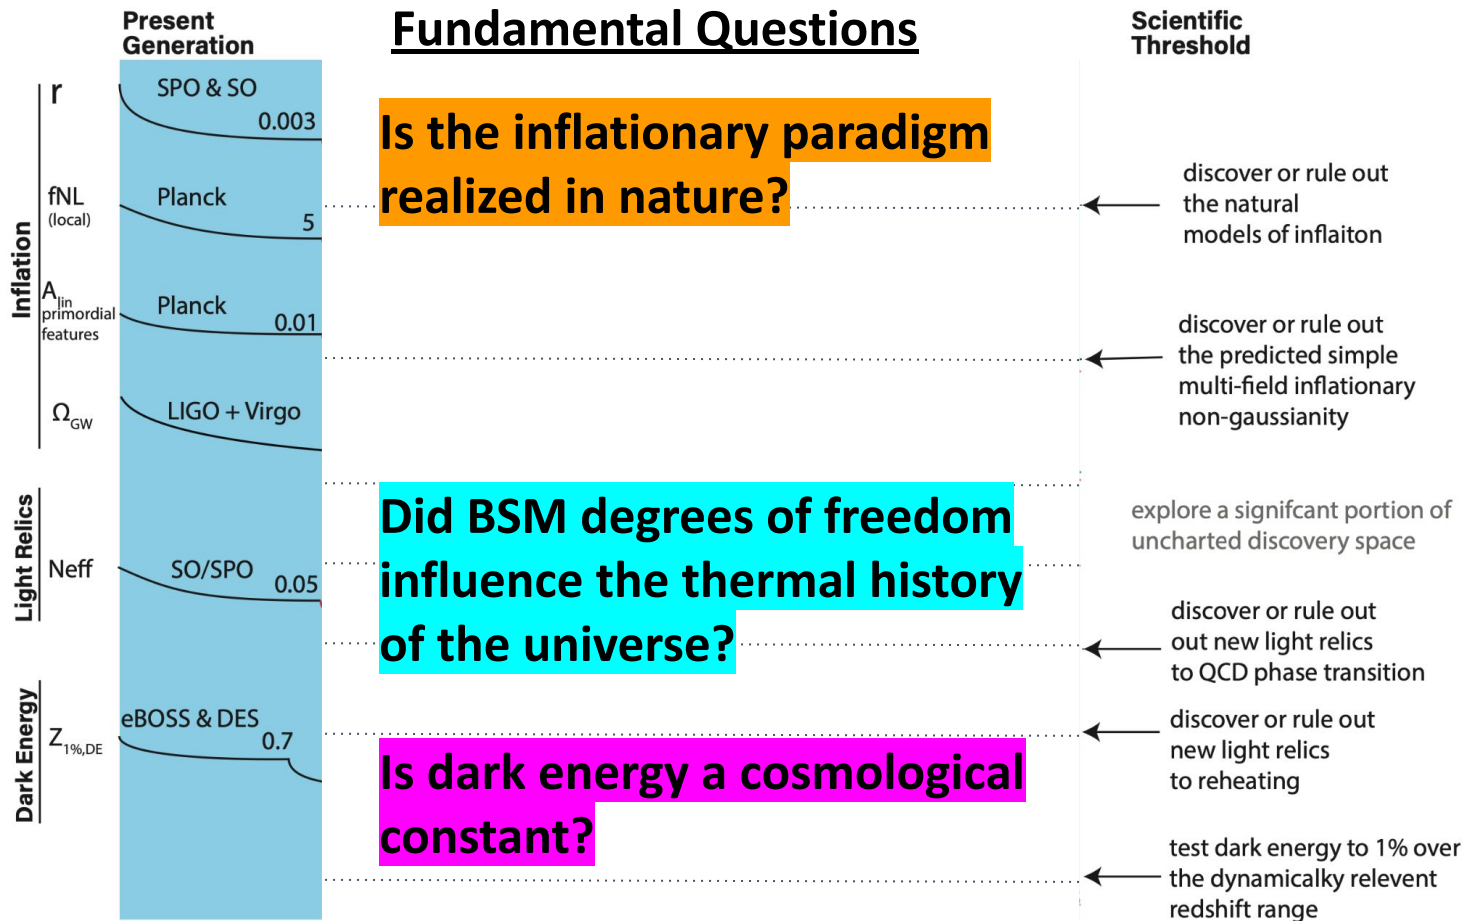 Present
Generation
Fundamental Questions
Scientific
Threshold
Inflation
r
SPO & SO
0.003
fNL
(local)
Planck
5
A lin
primordial
features
Planck
0.01
ΩGW
LIGO + Virgo
Light Relics
Neff
SO/SPO
0.05
Dark Energy
Z1%,DE
eBOSS & DES
0.7
Is the inflationary paradigm
realized in nature?
Did BSM degrees of freedom
influence the thermal history
of the universe?
Is dark energy a cosmological
constant?
discover or rule out
the natural
models of inflaiton
discover or rule out
the predicted simple
multi-field inflationary
non-gaussianity
explore a signifcant portion of
uncharted discovery space
discover or rule out
out new light relics
to QCD phase transition
discover or rule out
new light relics
to reheating
test dark energy to 1% over
the dynamicalky relevent
redshift range